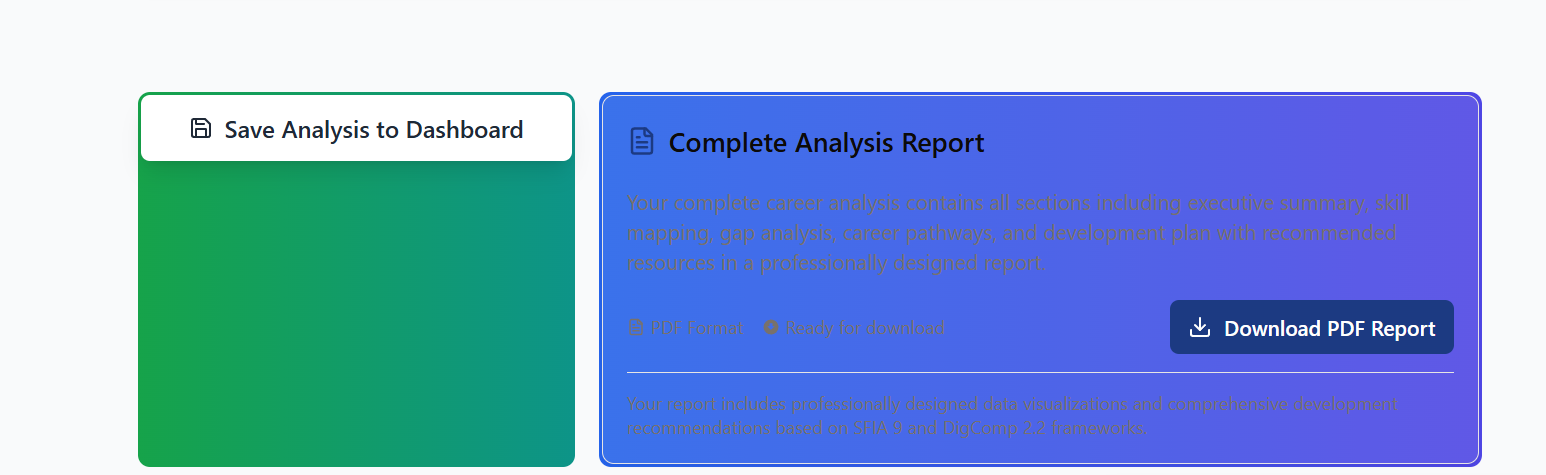 Save Analysis to Dashboard
Complete Analysis Report
Your complete career analysis contains all sections including executive summary, skill
mapping, gap analysis, career pathways, and development plan with recommended
resources in a professionally designed report.
PDF Format
Ready for download
Download PDF Report
Your report includes professionally designed data visualizations and comprehensive development
recommendations based on SFIA 9 and DigComp 2.2 frameworks.